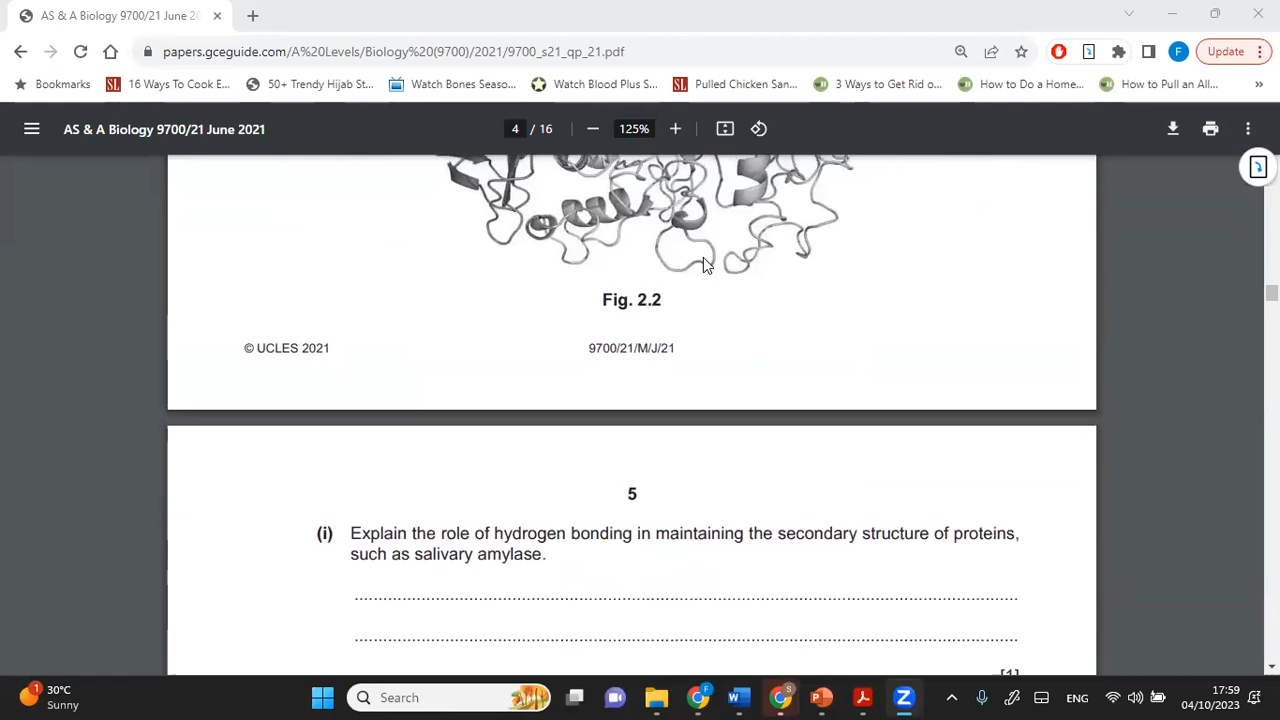 AS & A Biology 9700/21 June 20
papers.gceguide.com/A%20Levels/Biology%20(9700)/2021/9700_s21_qp_21.pdf
F
Update
Bookmarks
16 Ways To Cook E...
50+ Trendy Hijab St...
Watch Bones Seaso...
Watch Blood Plus S...
Pulled Chicken San...
3 Ways to Get Rid o...
How to Do a Home...
How to Pull an All...
»
AS & A Biology 9700/21 June 2021
4 / 16
125%
Fig. 2.2
© UCLES 2021
9700/21/M/J/21
5
(i) Explain the role of hydrogen bonding in maintaining the secondary structure of proteins,
such as salivary amylase.
[1]
1
30°C
Sunny
Search
ENG
17:59
04/10/2023